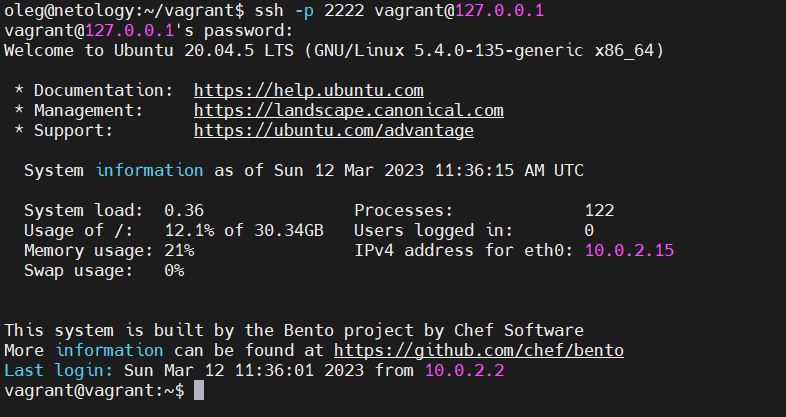 oleg@netology:~/vagrant$ ssh -p 2222 vagrant@127.0.0.1
vagrant@127.0.0.1's password:
Welcome to Ubuntu 20.04.5 LTS (GNU/Linux 5.4.0-135-generic x86_64)

 * Documentation:  https://help.ubuntu.com
 * Management:     https://landscape.canonical.com
 * Support:        https://ubuntu.com/advantage

  System information as of Sun 12 Mar 2023 11:36:15 AM UTC

  System load:  0.36               Processes:             122
  Usage of /:   12.1% of 30.34GB   Users logged in:       0
  Memory usage: 21%                IPv4 address for eth0: 10.0.2.15
  Swap usage:   0%


This system is built by the Bento project by Chef Software
More information can be found at https://github.com/chef/bento
Last login: Sun Mar 12 11:36:01 2023 from 10.0.2.2
vagrant@vagrant:~$